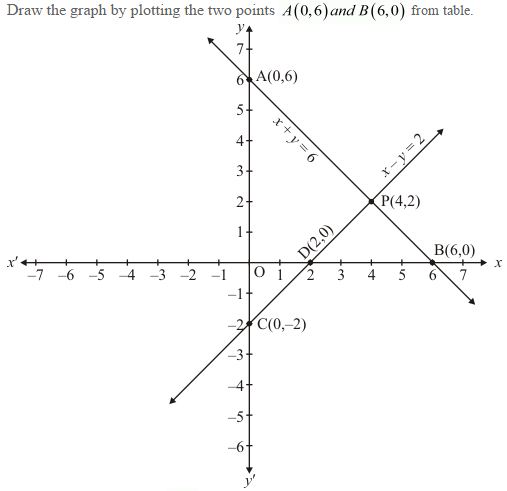 Draw the graph by plotting the two points A(0,6) and B(6,0) from table.
y
7
6 A(0,6)
5
x + y = 6
x − y = 2
4
3
2 P(4,2)
1
D(2,0)
B(6,0)
x' x
−7 −6 −5 −4 −3 −2 −1 O 1 2 3 4 5 6 7
−1
−2 C(0,−2)
−3
−4
−5
−6
y'